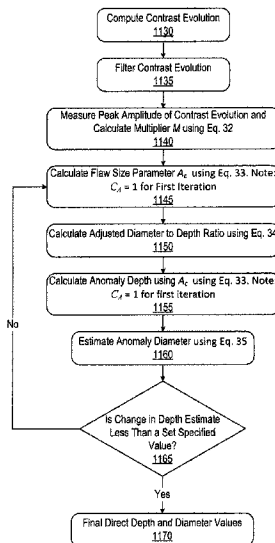 Compute Contrast Evolution
1130
Filter Contrast Evolution
1135
Measure Peak Amplitude of Contrast Evolution and
Calculate Multiplier M using Eq. 32
1140
Calculate Flaw Size Parameter A_c using Eq. 33. Note:
C_A = 1 for First Iteration
1145
Calculate Adjusted Diameter to Depth Ratio using Eq. 34
1150
Calculate Anomaly Depth using A_c using Eq. 33. Note:
C_A = 1 for first iteration
1155
Estimate Anomaly Diameter using Eq. 35
1160
No
Is Change in Depth Estimate
Less Than a Set Specified
Value?
1165
Yes
Final Direct Depth and Diameter Values
1170